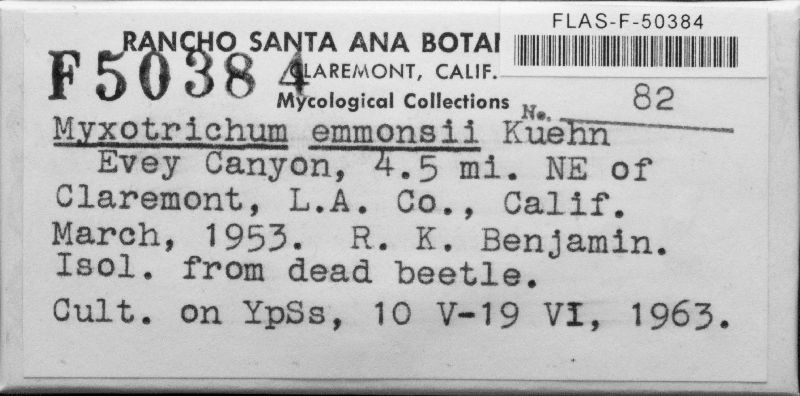 FLAS-F-50384
RANCHO SANTA ANA BOTA
F50384
CLAREMONT, CALIF.
Mycological Collections No. 82
Myxotrichum emmonsii Kuehn
Evey Canyon, 4.5 mi. NE of
Claremont, L.A. Co., Calif.
March, 1953. R. K. Benjamin.
Isol. from dead beetle.
Cult. on YpSs, 10 V-19 VI, 1963.